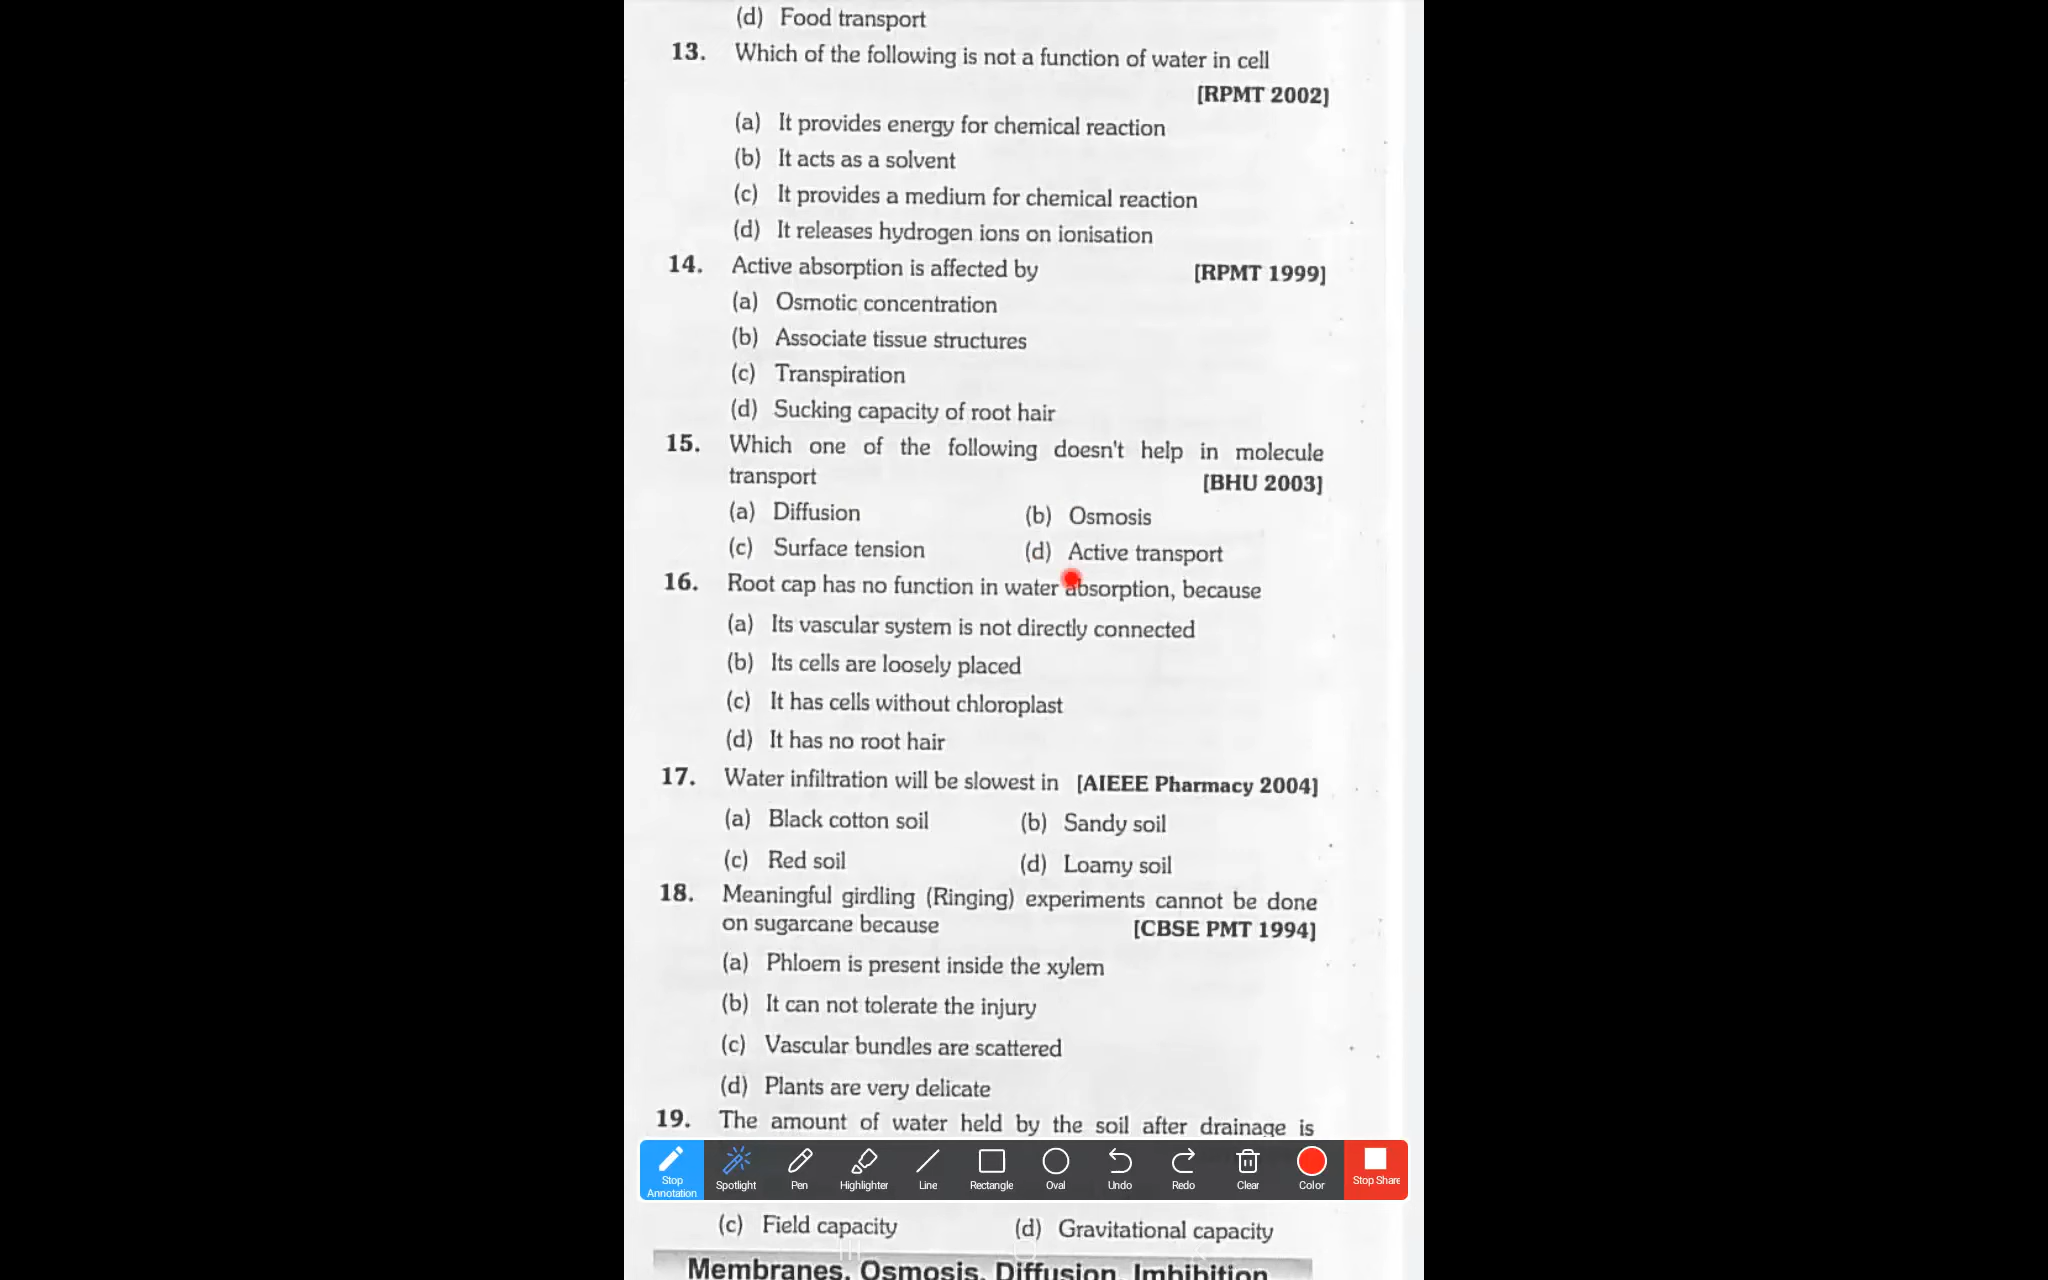 (d) Food transport
13. Which of the following is not a function of water in cell
[RPMT 2002]
(a) It provides energy for chemical reaction
(b) It acts as a solvent
(c) It provides a medium for chemical reaction
(d) It releases hydrogen ions on ionisation
14. Active absorption is affected by [RPMT 1999]
(a) Osmotic concentration
(b) Associate tissue structures
(c) Transpiration
(d) Sucking capacity of root hair
15. Which one of the following doesn't help in molecule
transport [BHU 2003]
(a) Diffusion (b) Osmosis
(c) Surface tension (d) Active transport
16. Root cap has no function in water absorption, because
(a) Its vascular system is not directly connected
(b) Its cells are loosely placed
(c) It has cells without chloroplast
(d) It has no root hair
17. Water infiltration will be slowest in [AIEEE Pharmacy 2004]
(a) Black cotton soil (b) Sandy soil
(c) Red soil (d) Loamy soil
18. Meaningful girdling (Ringing) experiments cannot be done
on sugarcane because [CBSE PMT 1994]
(a) Phloem is present inside the xylem
(b) It can not tolerate the injury
(c) Vascular bundles are scattered
(d) Plants are very delicate
19. The amount of water held by the soil after drainage is
Stop Annotation Spotlight Pen Highlighter Line Rectangle Oval Undo Redo Clear Color Stop Share
(c) Field capacity (d) Gravitational capacity
Membranes, Osmosis, Diffusion, Imbibition